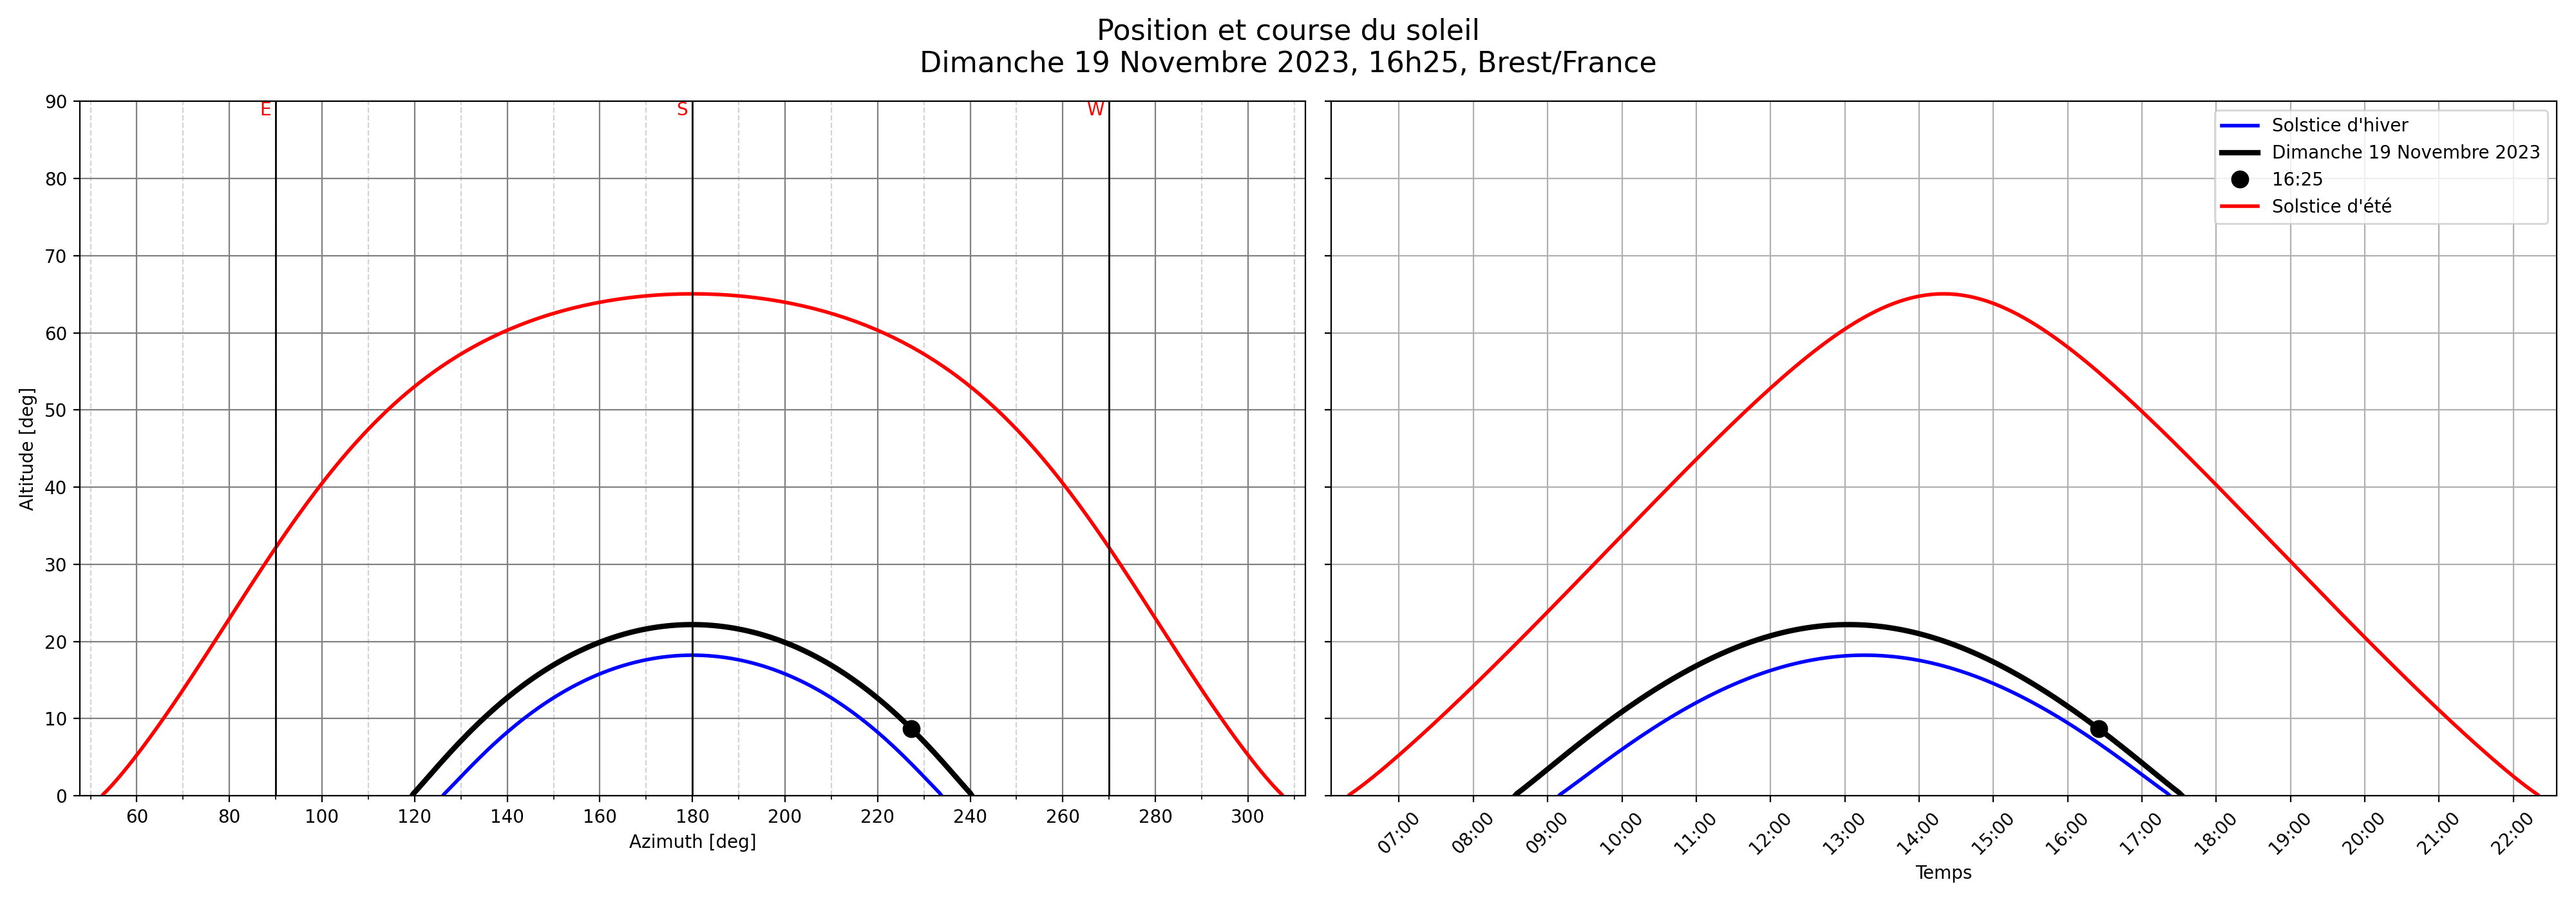 Position et course du soleil
Dimanche 19 Novembre 2023, 16h25, Brest/France
E
S
W
90
80
70
60
50
40
30
20
10
0
Altitude [deg]
60 80 100 120 140 160 180 200 220 240 260 280 300
Azimuth [deg]
Solstice d'hiver
Dimanche 19 Novembre 2023
16:25
Solstice d'été
07:00 08:00 09:00 10:00 11:00 12:00 13:00 14:00 15:00 16:00 17:00 18:00 19:00 20:00 21:00 22:00
Temps